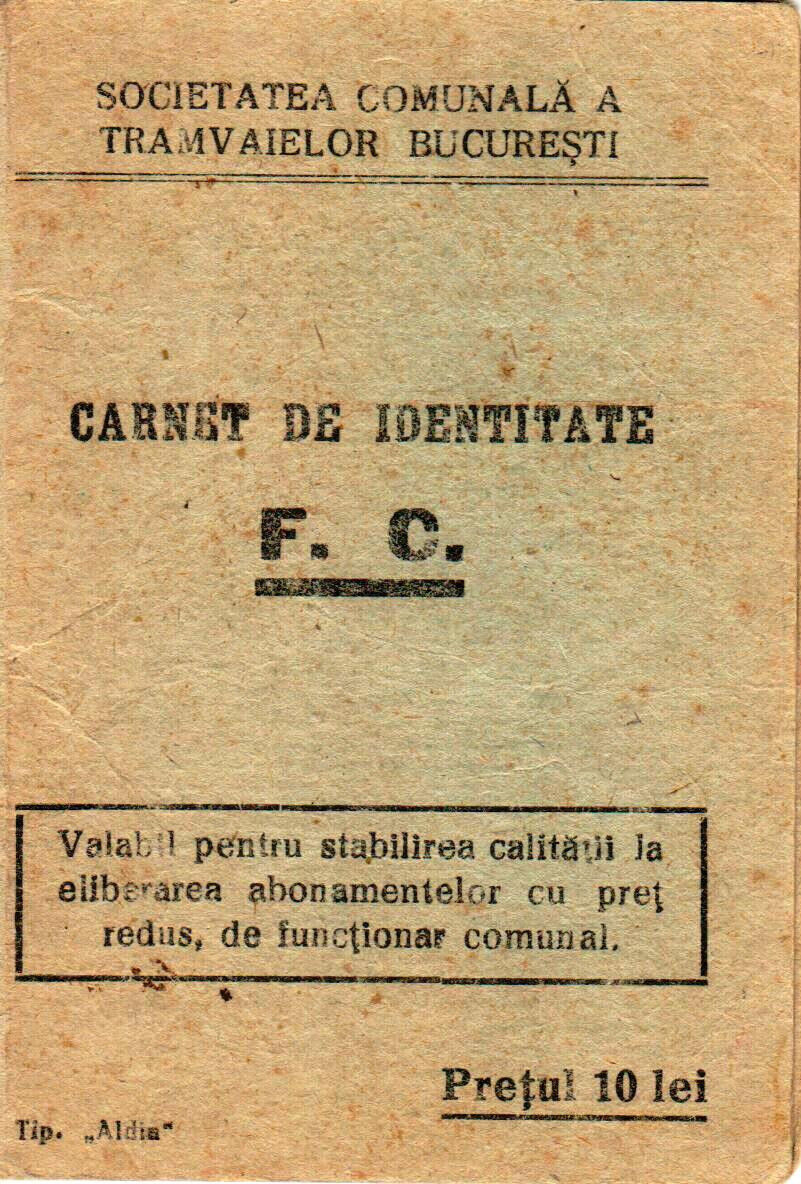 SOCIETATEA COMUNALĂ A
TRAMVAIELOR BUCUREȘTI
CARNET DE IDENTITATE
F. C.
Valabil pentru stabilirea calității la
eliberarea abonamentelor cu preț
redus, de funcționar comunal.
Prețul 10 lei
Tip. „Aldia"